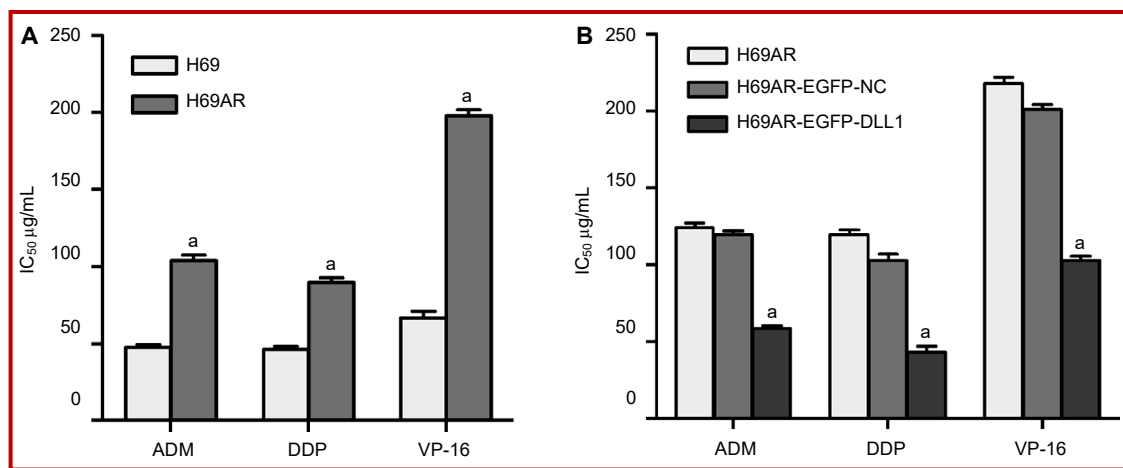 A
250
200
150
100
50
0
IC50 µg/mL
H69
H69AR
a
a
a
ADM DDP VP-16
B
250
200
150
100
50
0
IC50 µg/mL
H69AR
H69AR-EGFP-NC
H69AR-EGFP-DLL1
a
a
a
ADM DDP VP-16